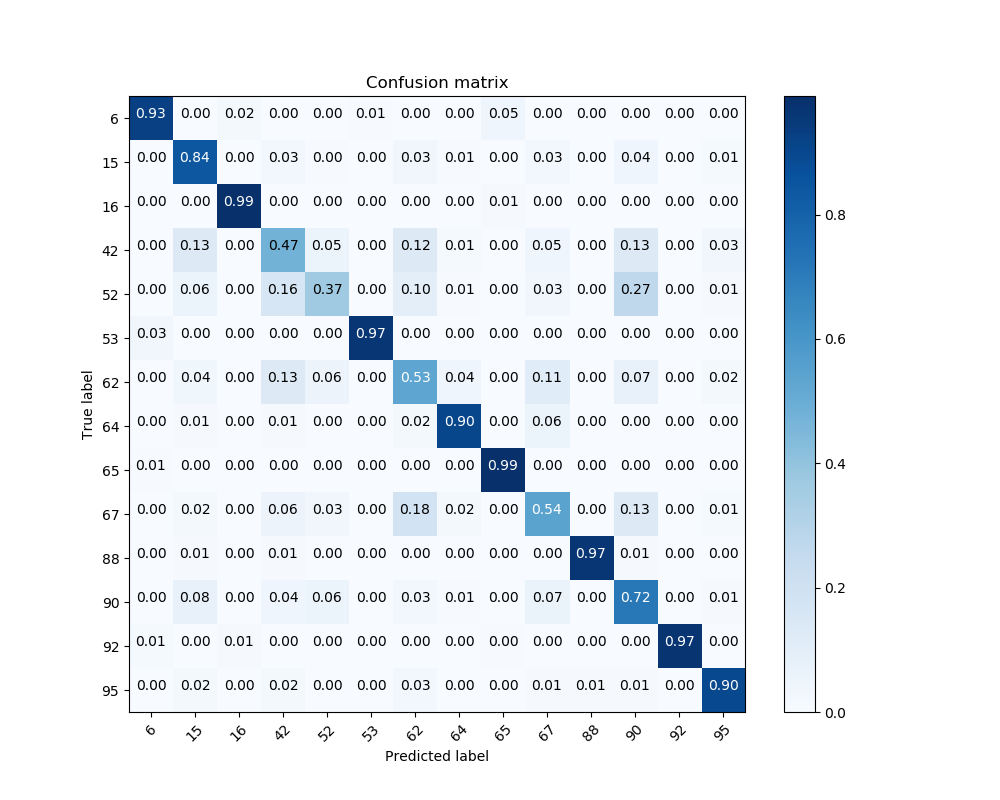 Confusion matrix
6 0.93 0.00 0.02 0.00 0.00 0.01 0.00 0.00 0.05 0.00 0.00 0.00 0.00 0.00
15 0.00 0.84 0.00 0.03 0.00 0.00 0.03 0.01 0.00 0.03 0.00 0.04 0.00 0.01
16 0.00 0.00 0.99 0.00 0.00 0.00 0.00 0.00 0.01 0.00 0.00 0.00 0.00 0.00
42 0.00 0.13 0.00 0.47 0.05 0.00 0.12 0.01 0.00 0.05 0.00 0.13 0.00 0.03
52 0.00 0.06 0.00 0.16 0.37 0.00 0.10 0.01 0.00 0.03 0.00 0.27 0.00 0.01
53 0.03 0.00 0.00 0.00 0.00 0.97 0.00 0.00 0.00 0.00 0.00 0.00 0.00 0.00
62 0.00 0.04 0.00 0.13 0.06 0.00 0.53 0.04 0.00 0.11 0.00 0.07 0.00 0.02
64 0.00 0.01 0.00 0.01 0.00 0.00 0.02 0.90 0.00 0.06 0.00 0.00 0.00 0.00
65 0.01 0.00 0.00 0.00 0.00 0.00 0.00 0.00 0.99 0.00 0.00 0.00 0.00 0.00
67 0.00 0.02 0.00 0.06 0.03 0.00 0.18 0.02 0.00 0.54 0.00 0.13 0.00 0.01
88 0.00 0.01 0.00 0.01 0.00 0.00 0.00 0.00 0.00 0.00 0.97 0.01 0.00 0.00
90 0.00 0.08 0.00 0.04 0.06 0.00 0.03 0.01 0.00 0.07 0.00 0.72 0.00 0.01
92 0.01 0.00 0.01 0.00 0.00 0.00 0.00 0.00 0.00 0.00 0.00 0.00 0.97 0.00
95 0.00 0.02 0.00 0.02 0.00 0.00 0.03 0.00 0.00 0.01 0.01 0.01 0.00 0.90
6 15 16 42 52 53 62 64 65 67 88 90 92 95
Predicted label
True label
0.8
0.6
0.4
0.2
0.0